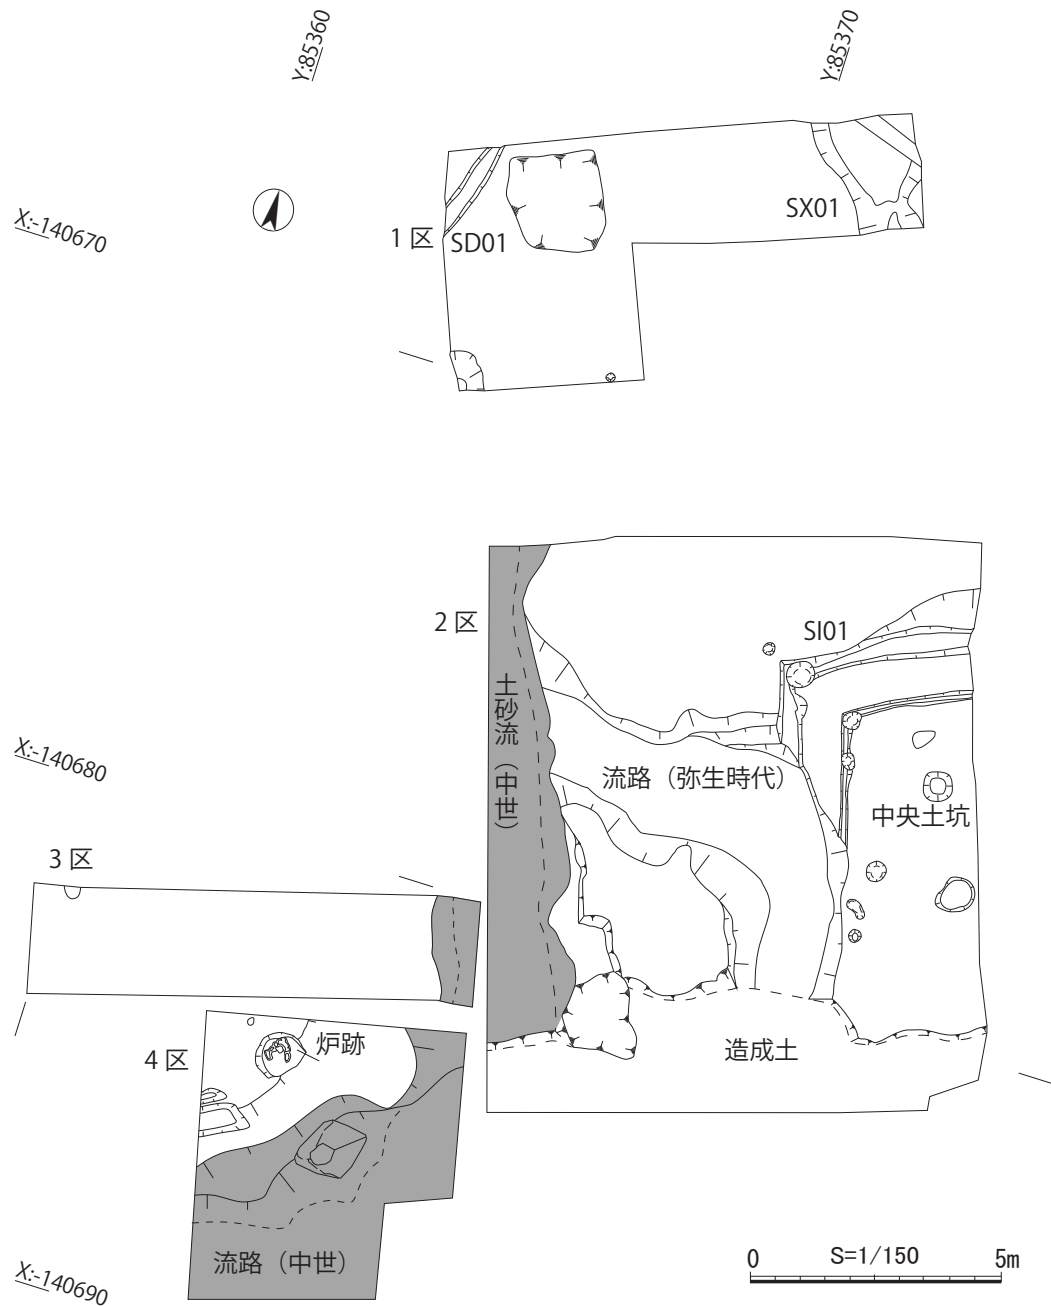 Y:85360
Y:85370
X:-140670
1 区
SD01
SX01
2 区
SI01
土砂流（中世）
X:-140680
流路（弥生時代）
中央土坑
3 区
炉跡
4 区
造成土
流路（中世）
X:-140690
0 S=1/150 5m